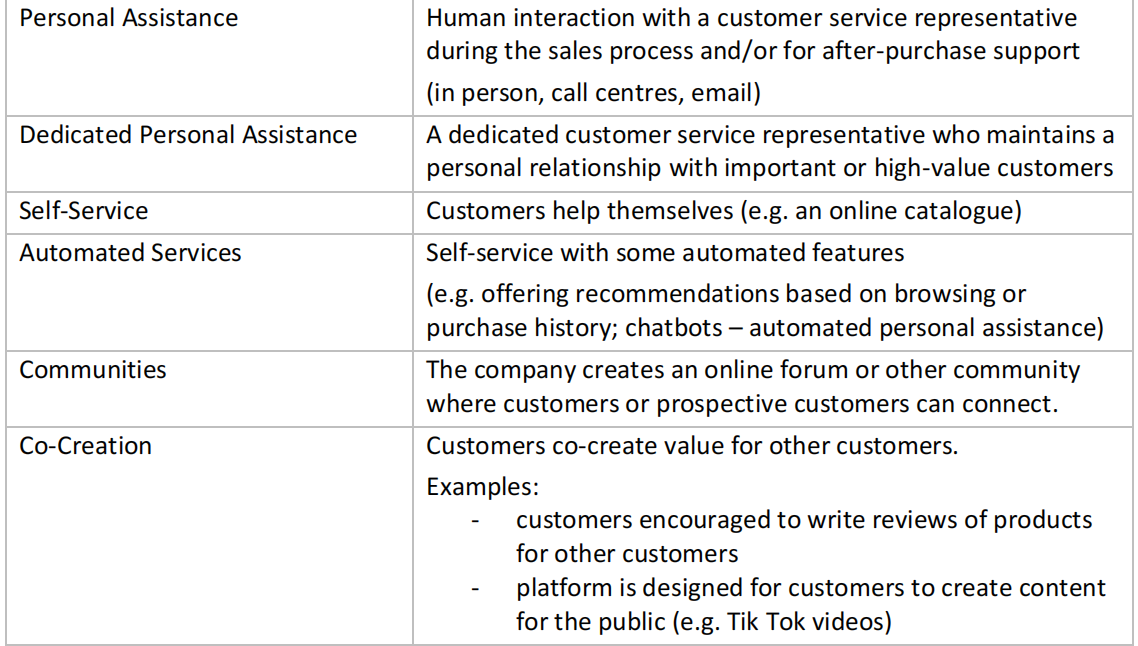 Personal Assistance
Human interaction with a customer service representative
during the sales process and/or for after-purchase support
(in person, call centres, email)
Dedicated Personal Assistance
A dedicated customer service representative who maintains a
personal relationship with important or high-value customers
Self-Service
Customers help themselves (e.g. an online catalogue)
Automated Services
Self-service with some automated features
(e.g. offering recommendations based on browsing or
purchase history; chatbots – automated personal assistance)
Communities
The company creates an online forum or other community
where customers or prospective customers can connect.
Co-Creation
Customers co-create value for other customers.
Examples:
- customers encouraged to write reviews of products
for other customers
- platform is designed for customers to create content
for the public (e.g. Tik Tok videos)